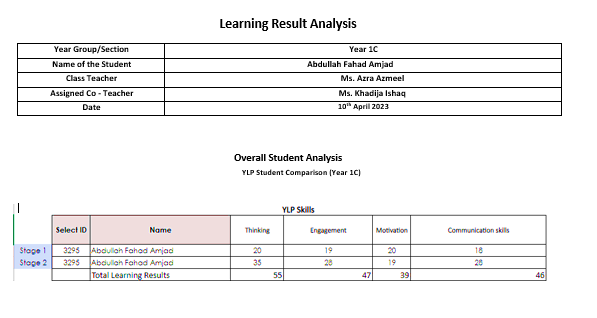 Learning Result Analysis
Year Group/Section Year 1C
Name of the Student Abdullah Fahad Amjad
Class Teacher Ms. Azra Azmeel
Assigned Co - Teacher Ms. Khadija Ishaq
Date 10th April 2023
Overall Student Analysis
YLP Student Comparison (Year 1C)
YLP Skills
Select ID Name Thinking Engagement Motivation Communication skills
Stage 1 3295 Abdullah Fahad Amjad 20 19 20 18
Stage 2 3295 Abdullah Fahad Amjad 35 28 19 28
Total Learning Results 55 47 39 46